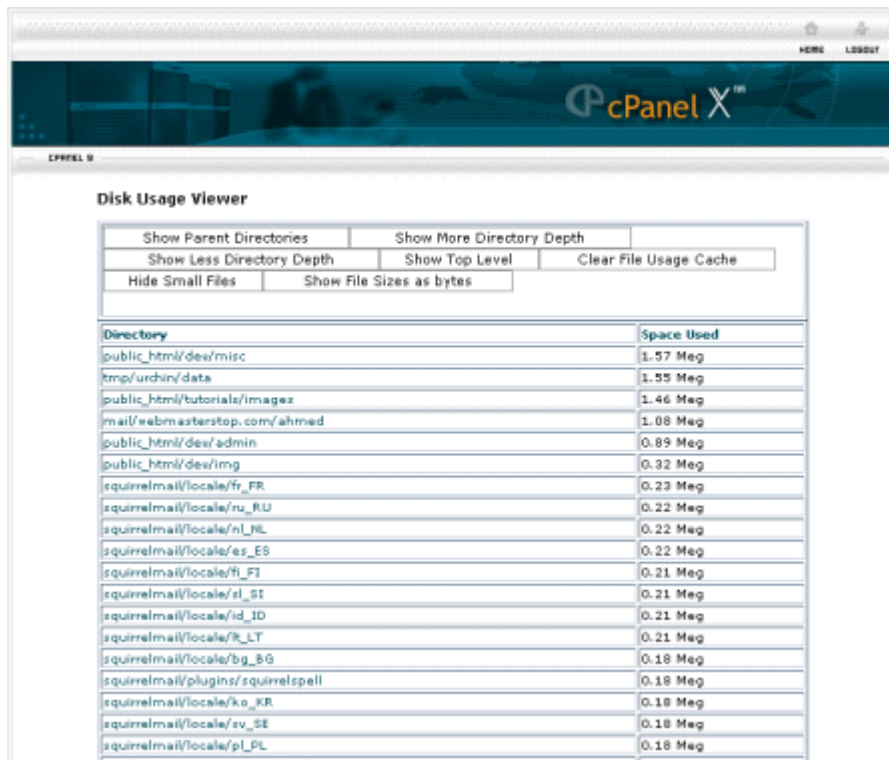 HOME LOGOUT
cPanel X™
CPANEL 9
Disk Usage Viewer
Show Parent Directories Show More Directory Depth
Show Less Directory Depth Show Top Level Clear File Usage Cache
Hide Small Files Show File Sizes as bytes
Directory Space Used
public_html/dev/misc 1.57 Meg
tmp/urchin/data 1.55 Meg
public_html/tutorials/images 1.46 Meg
mail/webmasterstop.com/ahmed 1.08 Meg
public_html/dev/admin 0.89 Meg
public_html/dev/img 0.32 Meg
squirrelmail/locale/fr_FR 0.23 Meg
squirrelmail/locale/ru_RU 0.22 Meg
squirrelmail/locale/nl_NL 0.22 Meg
squirrelmail/locale/es_ES 0.22 Meg
squirrelmail/locale/fi_FI 0.21 Meg
squirrelmail/locale/sl_SI 0.21 Meg
squirrelmail/locale/id_ID 0.21 Meg
squirrelmail/locale/lt_LT 0.21 Meg
squirrelmail/locale/bg_BG 0.18 Meg
squirrelmail/plugins/squirrelspell 0.18 Meg
squirrelmail/locale/ko_KR 0.18 Meg
squirrelmail/locale/sv_SE 0.18 Meg
squirrelmail/locale/pl_PL 0.18 Meg